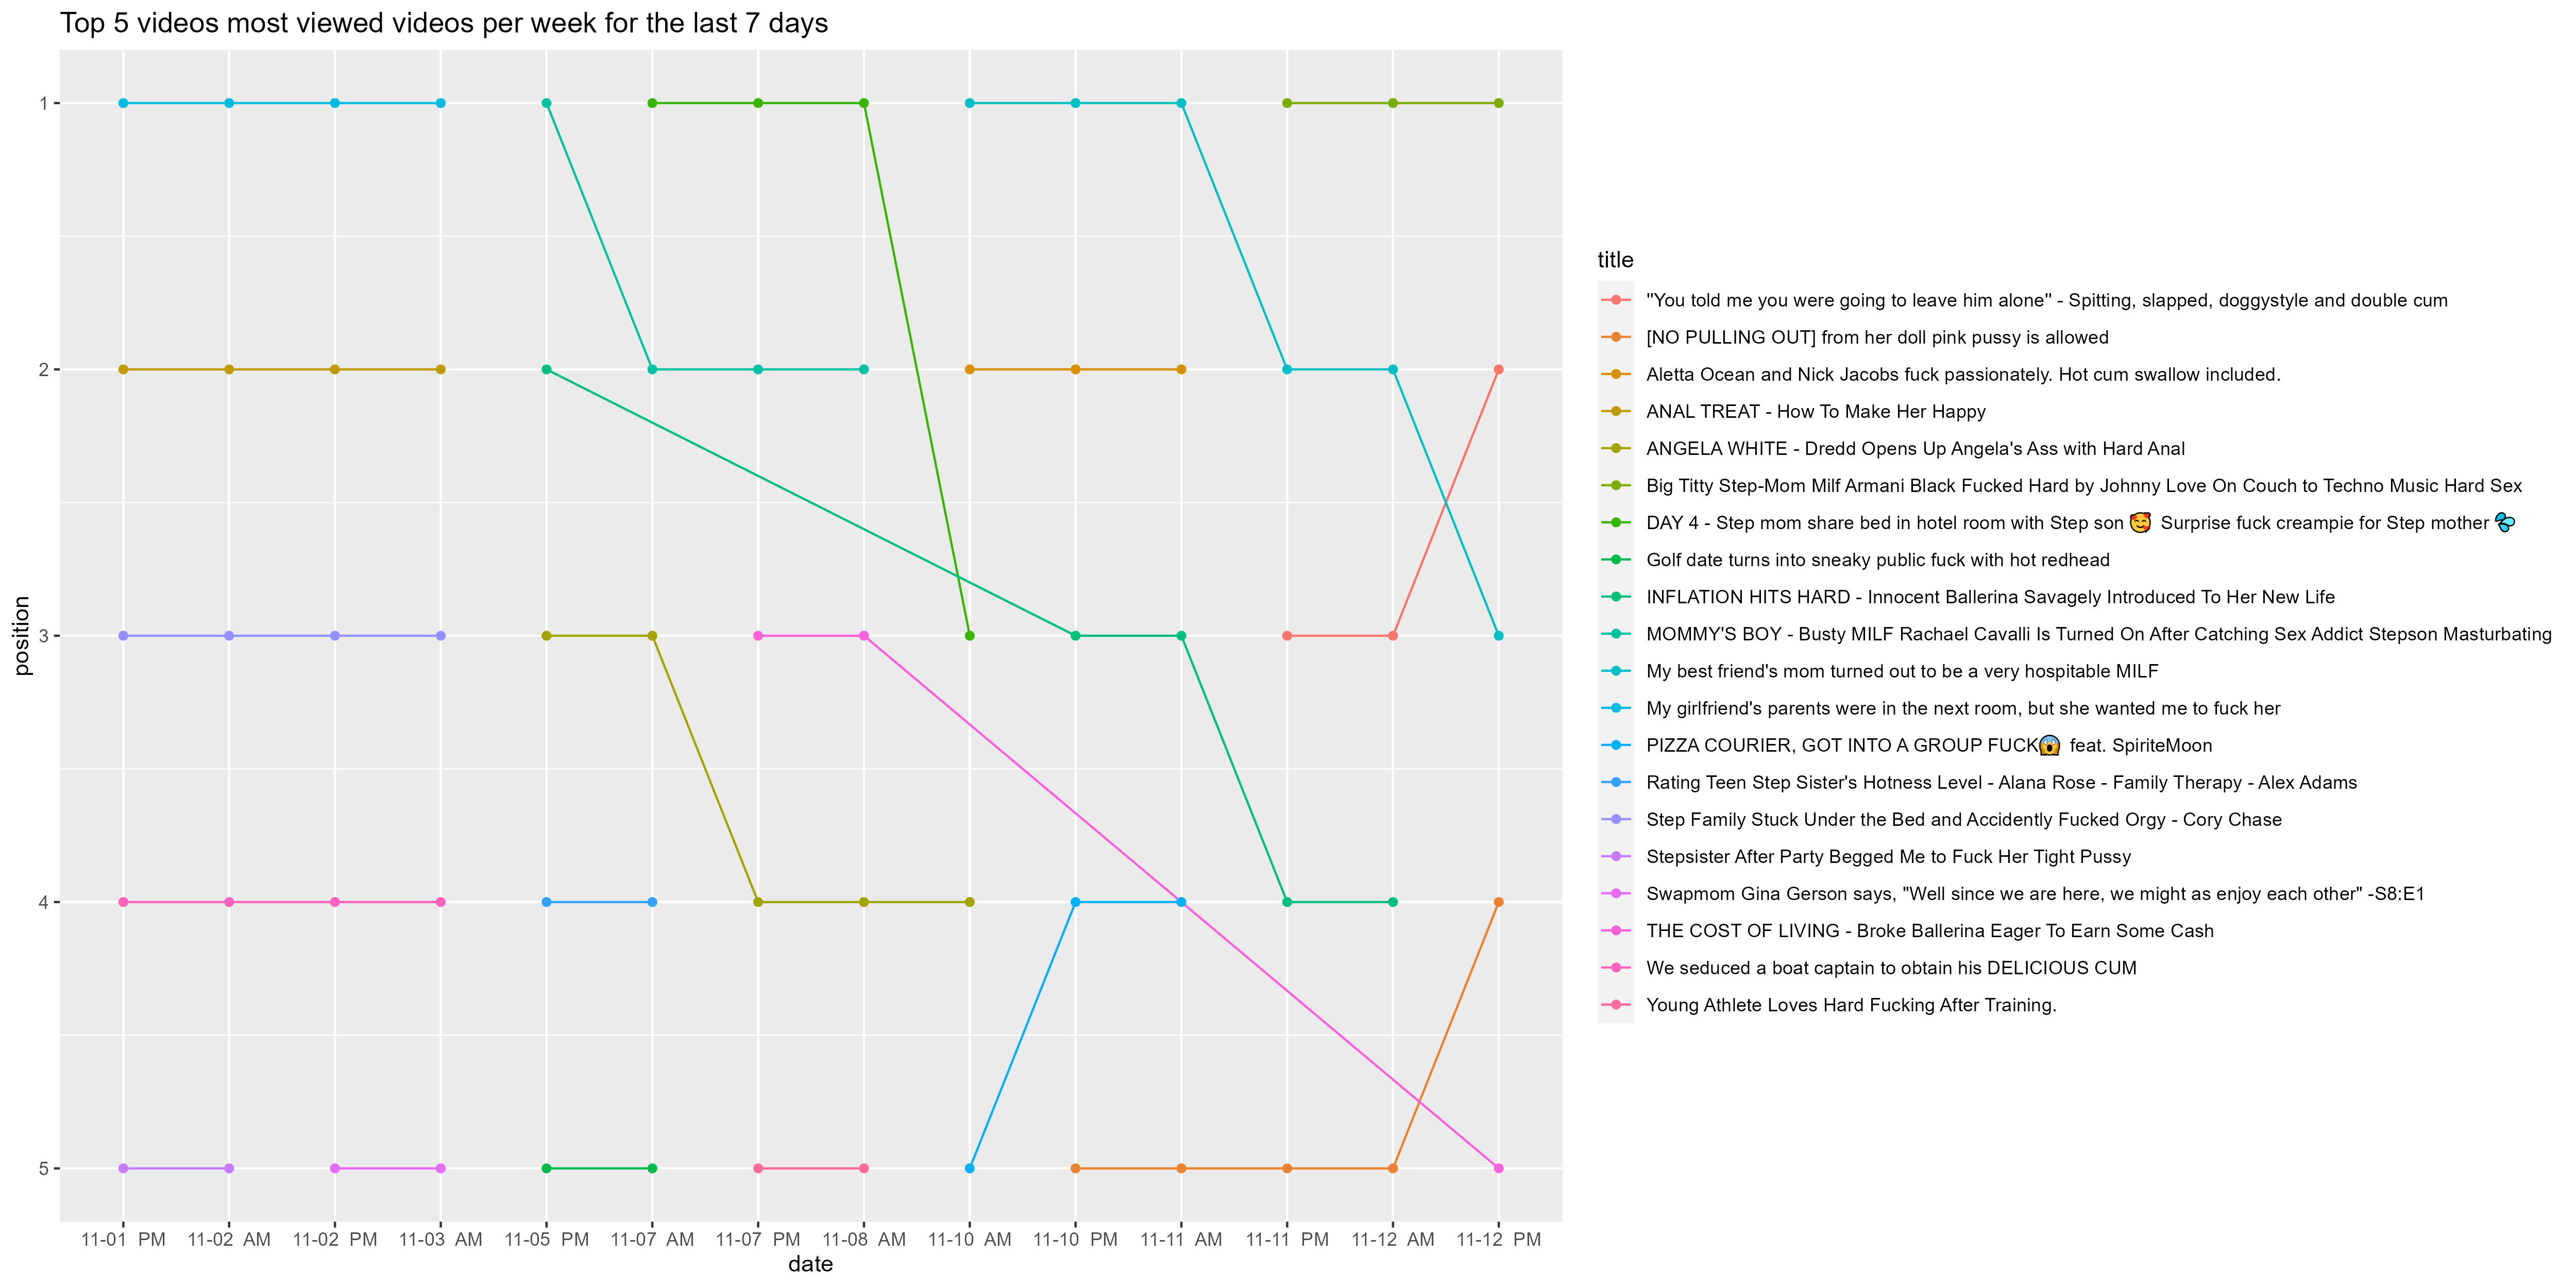 Top 5 videos most viewed videos per week for the last 7 days
position
1
2
3
4
5
11-01 PM
11-02 AM
11-02 PM
11-03 AM
11-05 PM
11-07 AM
11-07 PM
11-08 AM
11-10 AM
11-10 PM
11-11 AM
11-11 PM
11-12 AM
11-12 PM
date
title
"You told me you were going to leave him alone" - Spitting, slapped, doggystyle and double cum
[NO PULLING OUT] from her doll pink pussy is allowed
Aletta Ocean and Nick Jacobs fuck passionately. Hot cum swallow included.
ANAL TREAT - How To Make Her Happy
ANGELA WHITE - Dredd Opens Up Angela's Ass with Hard Anal
Big Titty Step-Mom Milf Armani Black Fucked Hard by Johnny Love On Couch to Techno Music Hard Sex
DAY 4 - Step mom share bed in hotel room with Step son 🥰 Surprise fuck creampie for Step mother 💦
Golf date turns into sneaky public fuck with hot redhead
INFLATION HITS HARD - Innocent Ballerina Savagely Introduced To Her New Life
MOMMY'S BOY - Busty MILF Rachael Cavalli Is Turned On After Catching Sex Addict Stepson Masturbating
My best friend's mom turned out to be a very hospitable MILF
My girlfriend's parents were in the next room, but she wanted me to fuck her
PIZZA COURIER, GOT INTO A GROUP FUCK😱 feat. SpiriteMoon
Rating Teen Step Sister's Hotness Level - Alana Rose - Family Therapy - Alex Adams
Step Family Stuck Under the Bed and Accidently Fucked Orgy - Cory Chase
Stepsister After Party Begged Me to Fuck Her Tight Pussy
Swapmom Gina Gerson says, "Well since we are here, we might as enjoy each other" -S8:E1
THE COST OF LIVING - Broke Ballerina Eager To Earn Some Cash
We seduced a boat captain to obtain his DELICIOUS CUM
Young Athlete Loves Hard Fucking After Training.